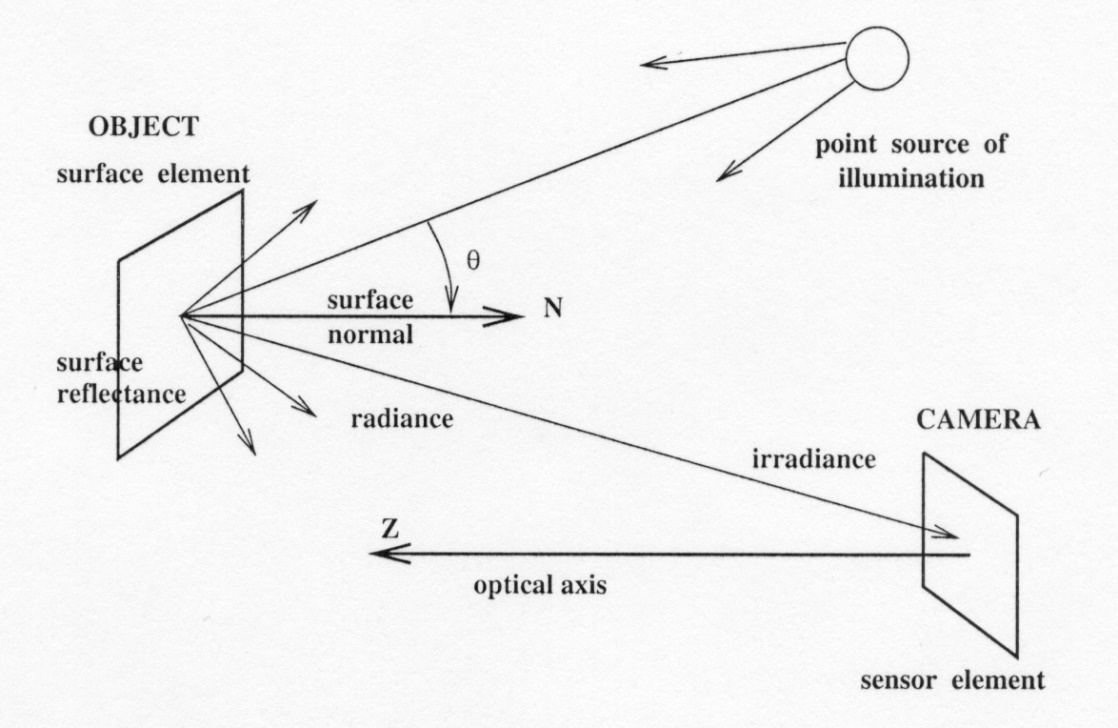 OBJECT
surface element
point source of
illumination
θ
surface
normal
N
surface
reflectance
radiance
CAMERA
irradiance
Z
optical axis
sensor element